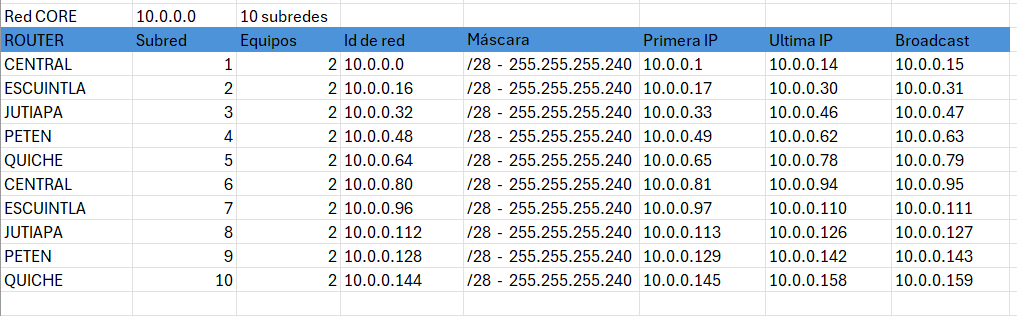 Red CORE 10.0.0.0 10 subredes
ROUTER Subred Equipos Id de red Máscara Primera IP Ultima IP Broadcast
CENTRAL 1 2 10.0.0.0 /28 - 255.255.255.240 10.0.0.1 10.0.0.14 10.0.0.15
ESCUINTLA 2 2 10.0.0.16 /28 - 255.255.255.240 10.0.0.17 10.0.0.30 10.0.0.31
JUTIAPA 3 2 10.0.0.32 /28 - 255.255.255.240 10.0.0.33 10.0.0.46 10.0.0.47
PETEN 4 2 10.0.0.48 /28 - 255.255.255.240 10.0.0.49 10.0.0.62 10.0.0.63
QUICHE 5 2 10.0.0.64 /28 - 255.255.255.240 10.0.0.65 10.0.0.78 10.0.0.79
CENTRAL 6 2 10.0.0.80 /28 - 255.255.255.240 10.0.0.81 10.0.0.94 10.0.0.95
ESCUINTLA 7 2 10.0.0.96 /28 - 255.255.255.240 10.0.0.97 10.0.0.110 10.0.0.111
JUTIAPA 8 2 10.0.0.112 /28 - 255.255.255.240 10.0.0.113 10.0.0.126 10.0.0.127
PETEN 9 2 10.0.0.128 /28 - 255.255.255.240 10.0.0.129 10.0.0.142 10.0.0.143
QUICHE 10 2 10.0.0.144 /28 - 255.255.255.240 10.0.0.145 10.0.0.158 10.0.0.159